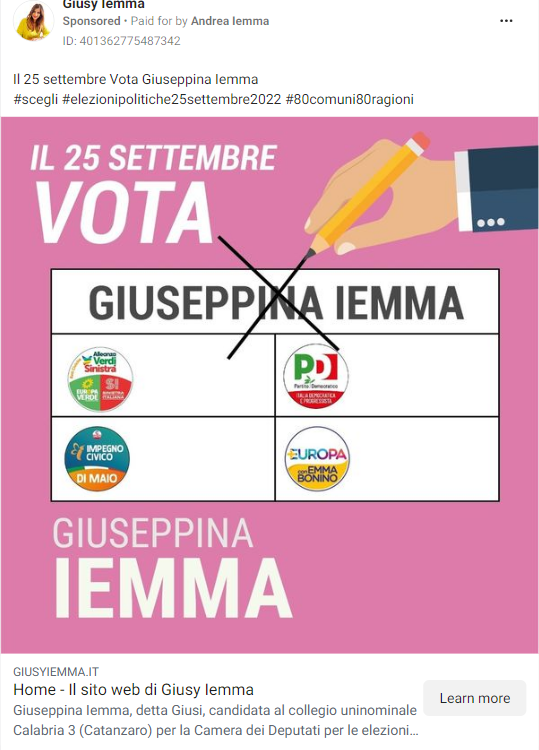 Giusy Iemma
Sponsored • Paid for by Andrea Iemma
ID: 401362775487342
Il 25 settembre Vota Giuseppina Iemma
#scegli #elezionipolitiche25settembre2022 #80comuni80ragioni
IL 25 SETTEMBRE
VOTA
GIUSEPPINA IEMMA
Alleanza
Verdi
Sinistra
EUROPA
VERDE
SI
SINISTRA
ITALIANA
PD
Partito Democratico
ITALIA DEMOCRATICA
E PROGRESSISTA
IMPEGNO
CIVICO
DI MAIO
+EUROPA
CON EMMA
BONINO
GIUSEPPINA
IEMMA
GIUSYIEMMA.IT
Home - Il sito web di Giusy Iemma
Giuseppina Iemma, detta Giusi, candidata al collegio uninominale
Calabria 3 (Catanzaro) per la Camera dei Deputati per le elezioni...
Learn more